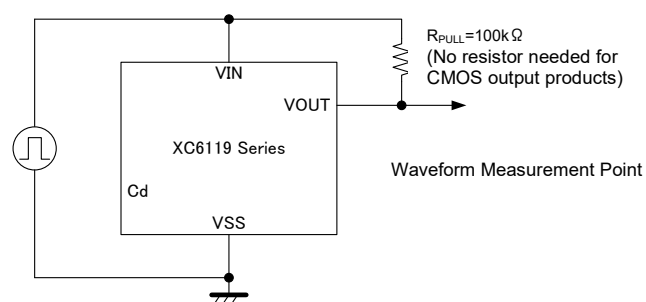 RPULL=100kΩ
(No resistor needed for
CMOS output products)
VIN
VOUT
XC6119 Series
Waveform Measurement Point
Cd
VSS